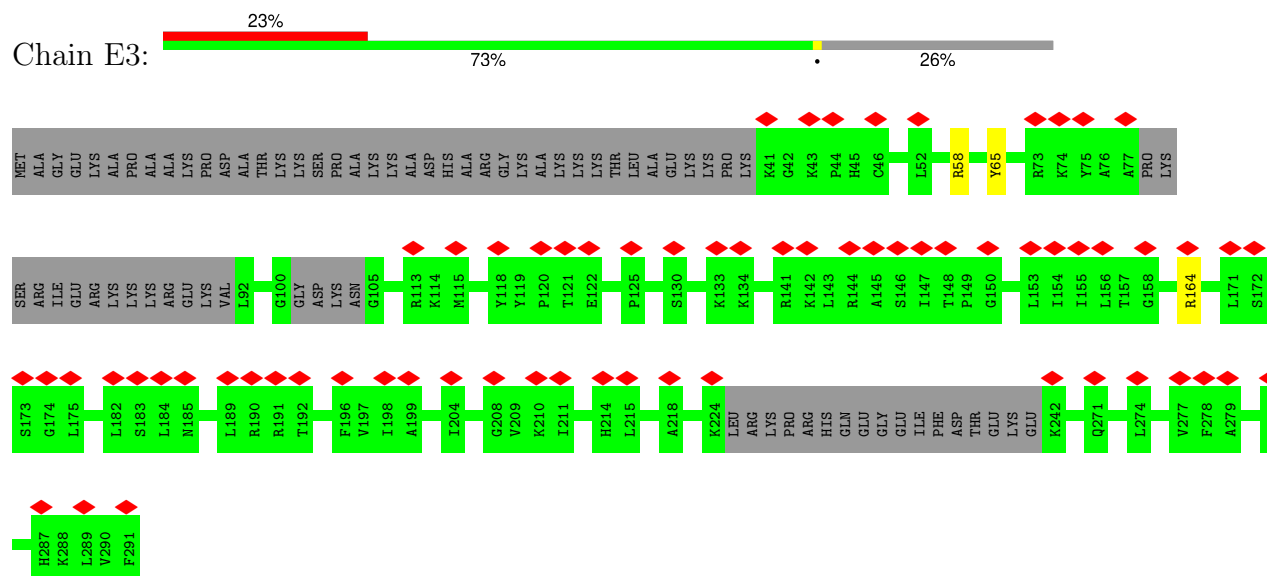 23%
Chain E3:
73% • 26%
MET ALA GLY GLU LYS ALA PRO ALA ALA LYS PRO ASP ALA THR LYS LYS SER PRO ALA LYS LYS ALA ASP HIS ALA ARG GLY LYS ALA LYS LYS LYS THR LEU ALA GLU LYS LYS PRO LYS K41 G42 K43 P44 H45 C46 L52 R58 Y65 R73 K74 Y75 A76 A77 PRO LYS
SER ARG ILE GLU ARG LYS LYS LYS ARG GLU LYS VAL L92 G100 GLY ASP LYS ASN G105 R113 K114 M115 Y118 Y119 P120 T121 E122 P125 S130 K133 K134 R141 K142 L143 R144 A145 S146 I147 T148 P149 G150 L153 I154 I155 L156 T157 G158 R164 L171 S172
S173 G174 L175 L182 S183 L184 N185 L189 R190 R191 T192 F196 V197 I198 A199 I204 G208 V209 K210 I211 H214 L215 A218 K224 LEU ARG LYS PRO ARG HIS GLN GLU GLY GLU ILE PHE ASP THR GLU LYS GLU K242 Q271 L274 V277 F278 A279
H287 K288 L289 V290 F291